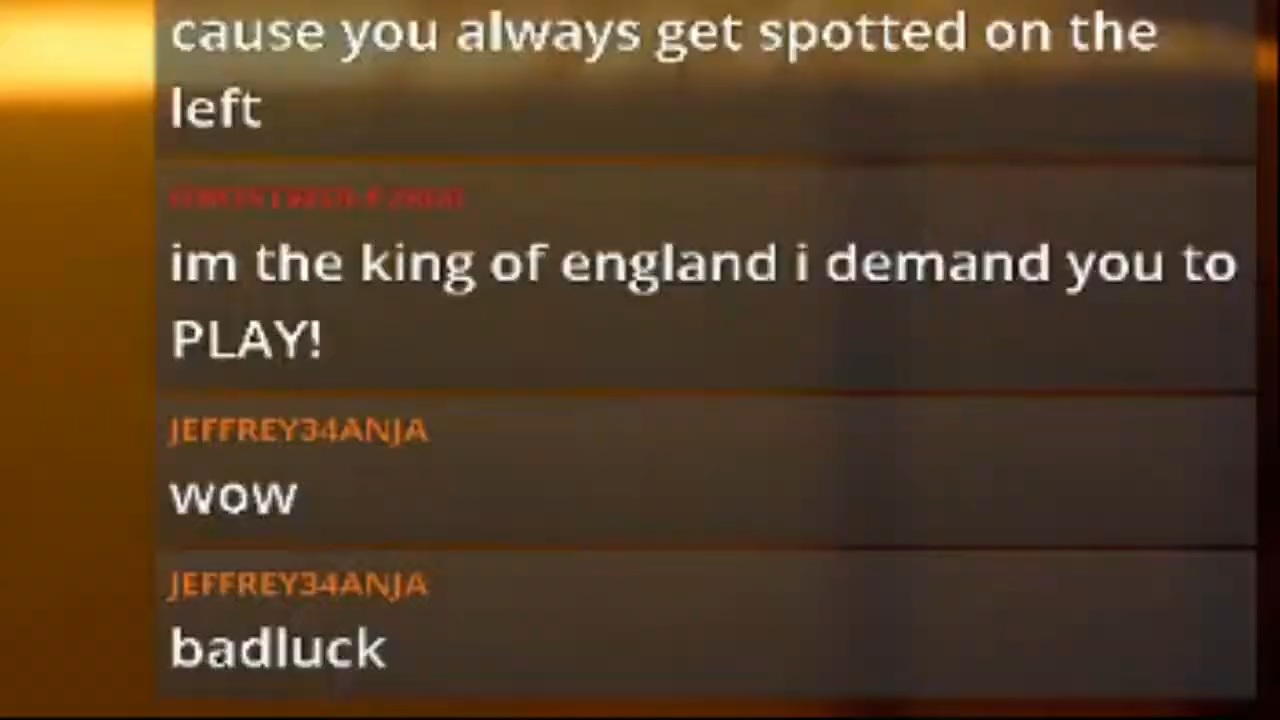 cause you always get spotted on the
left
im the king of england i demand you to
PLAY!
JEFFREY34ANJA
wow
JEFFREY34ANJA
badluck